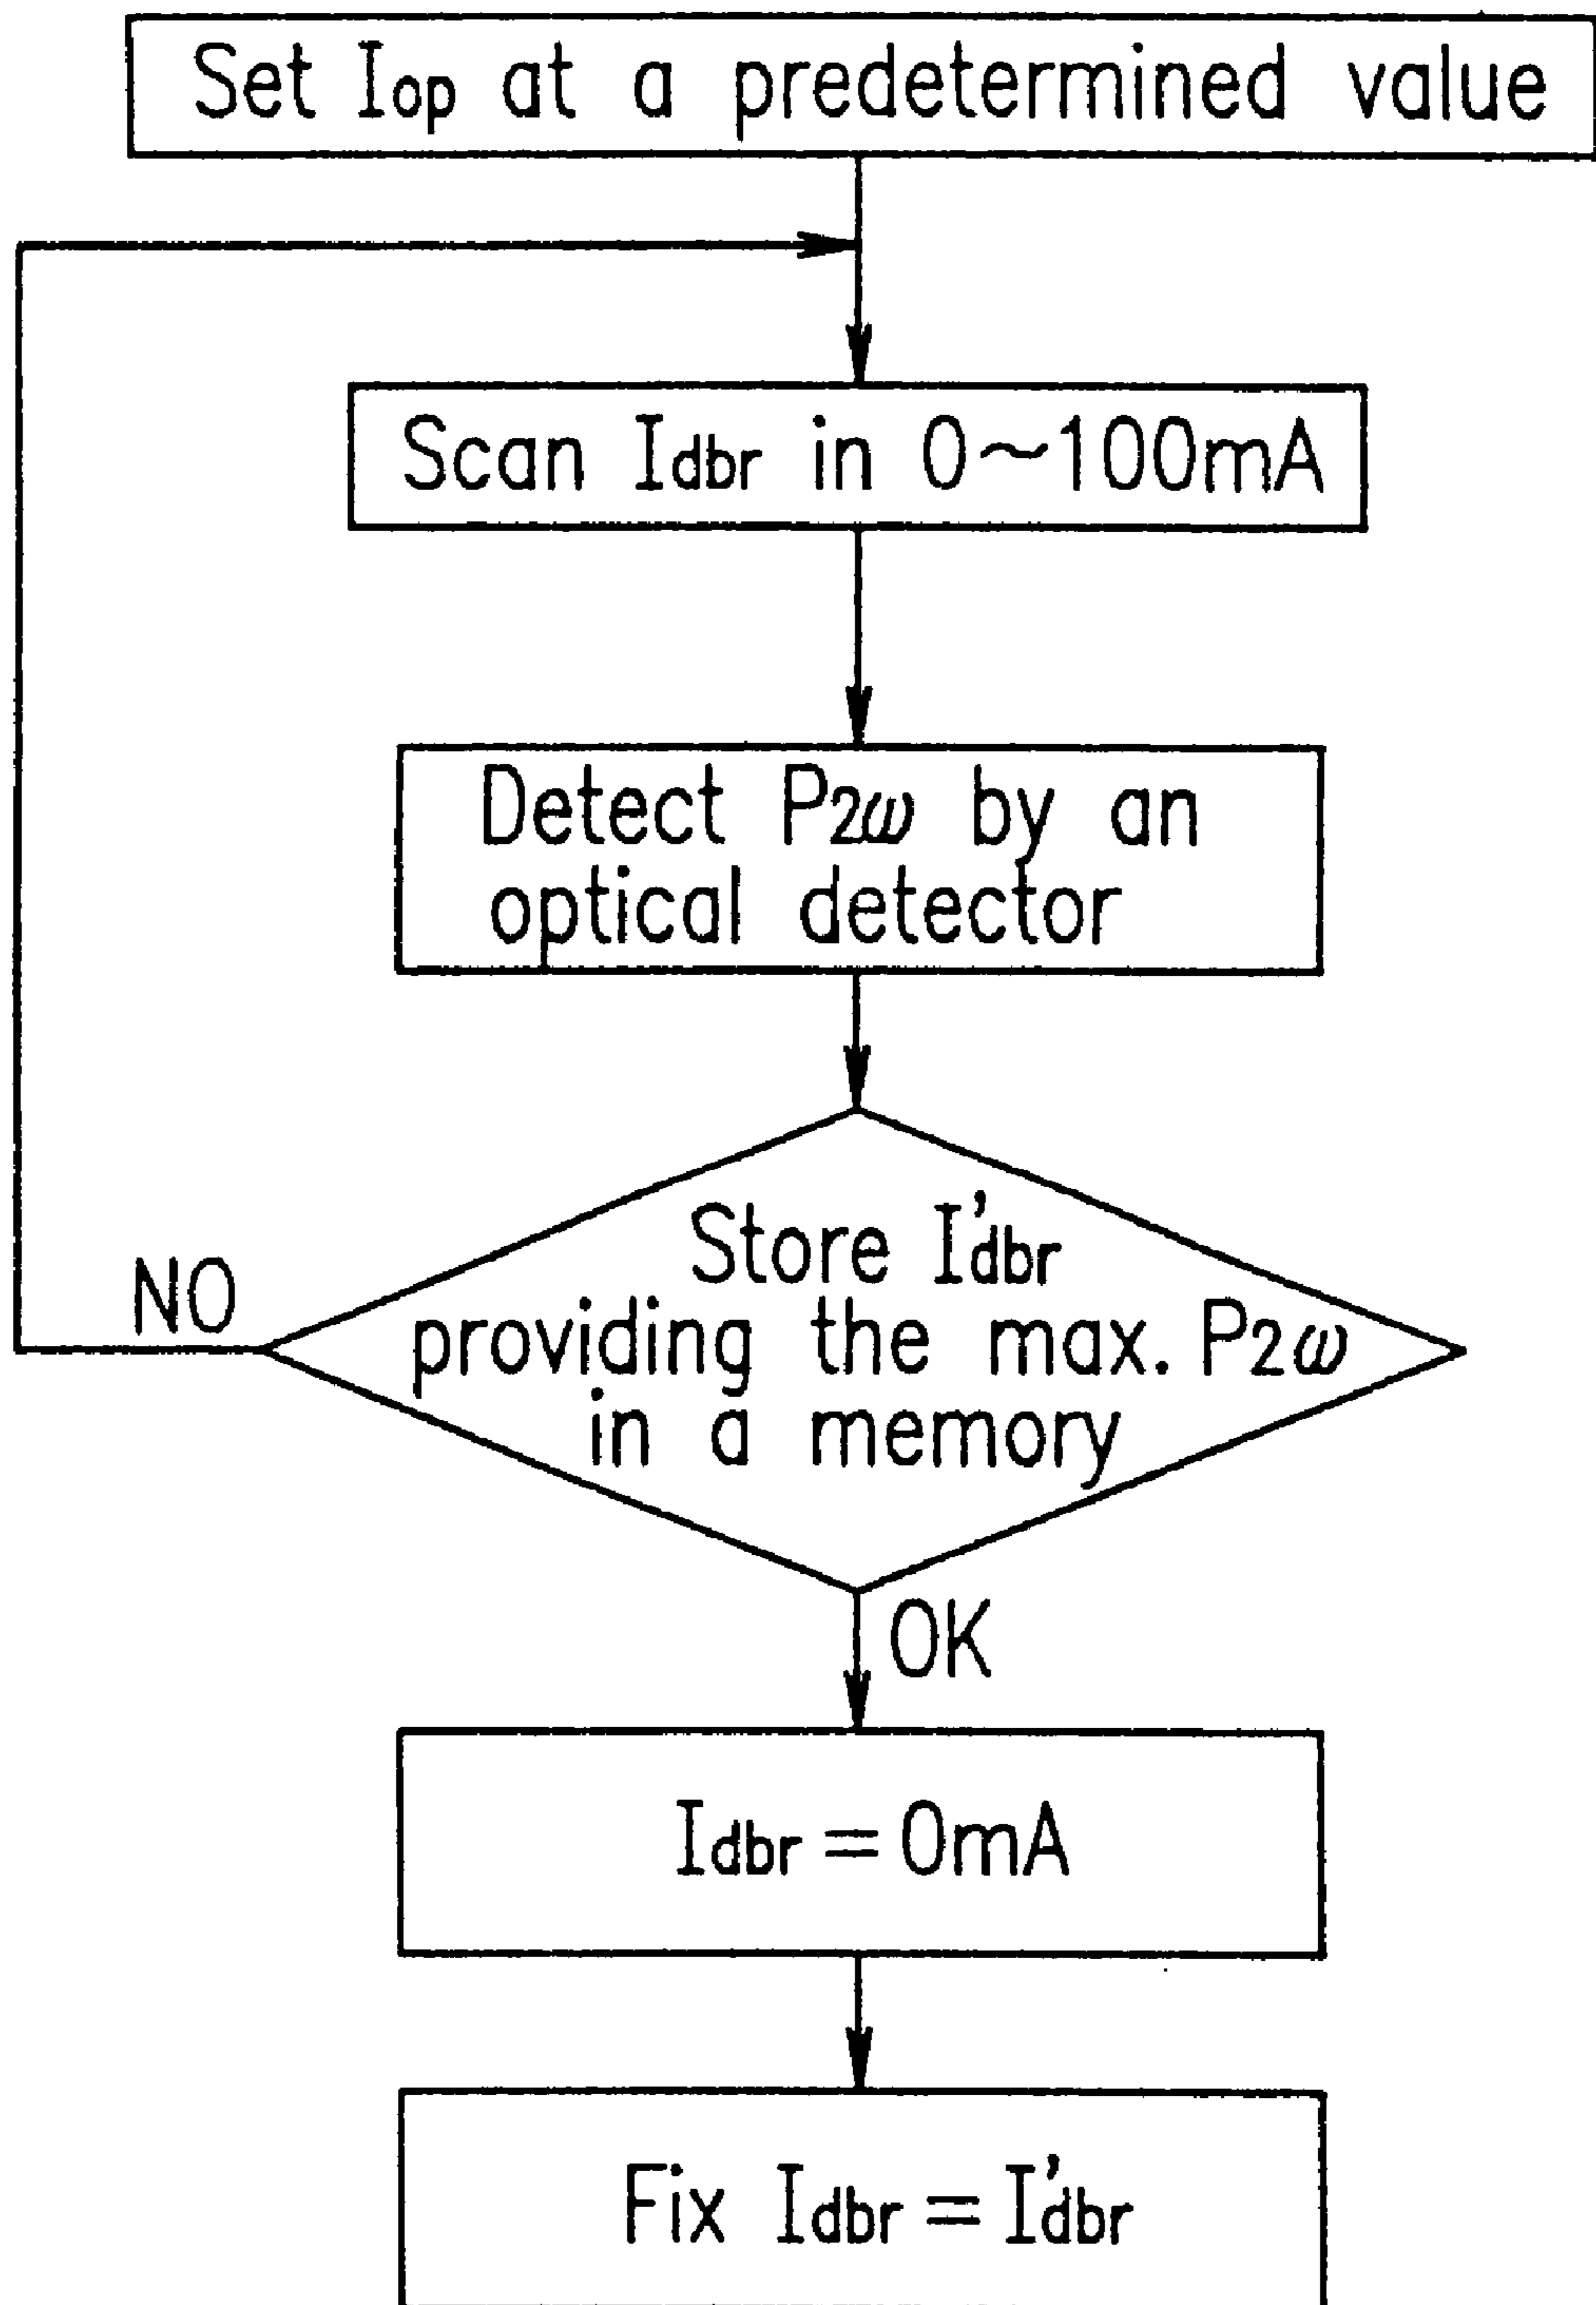 Set Iop at a predetermined value
Scan Idbr in 0~100mA
Detect P2ω by an
optical detector
Store I'dbr
providing the max. P2ω
in a memory
NO
OK
Idbr = 0mA
Fix Idbr = I'dbr